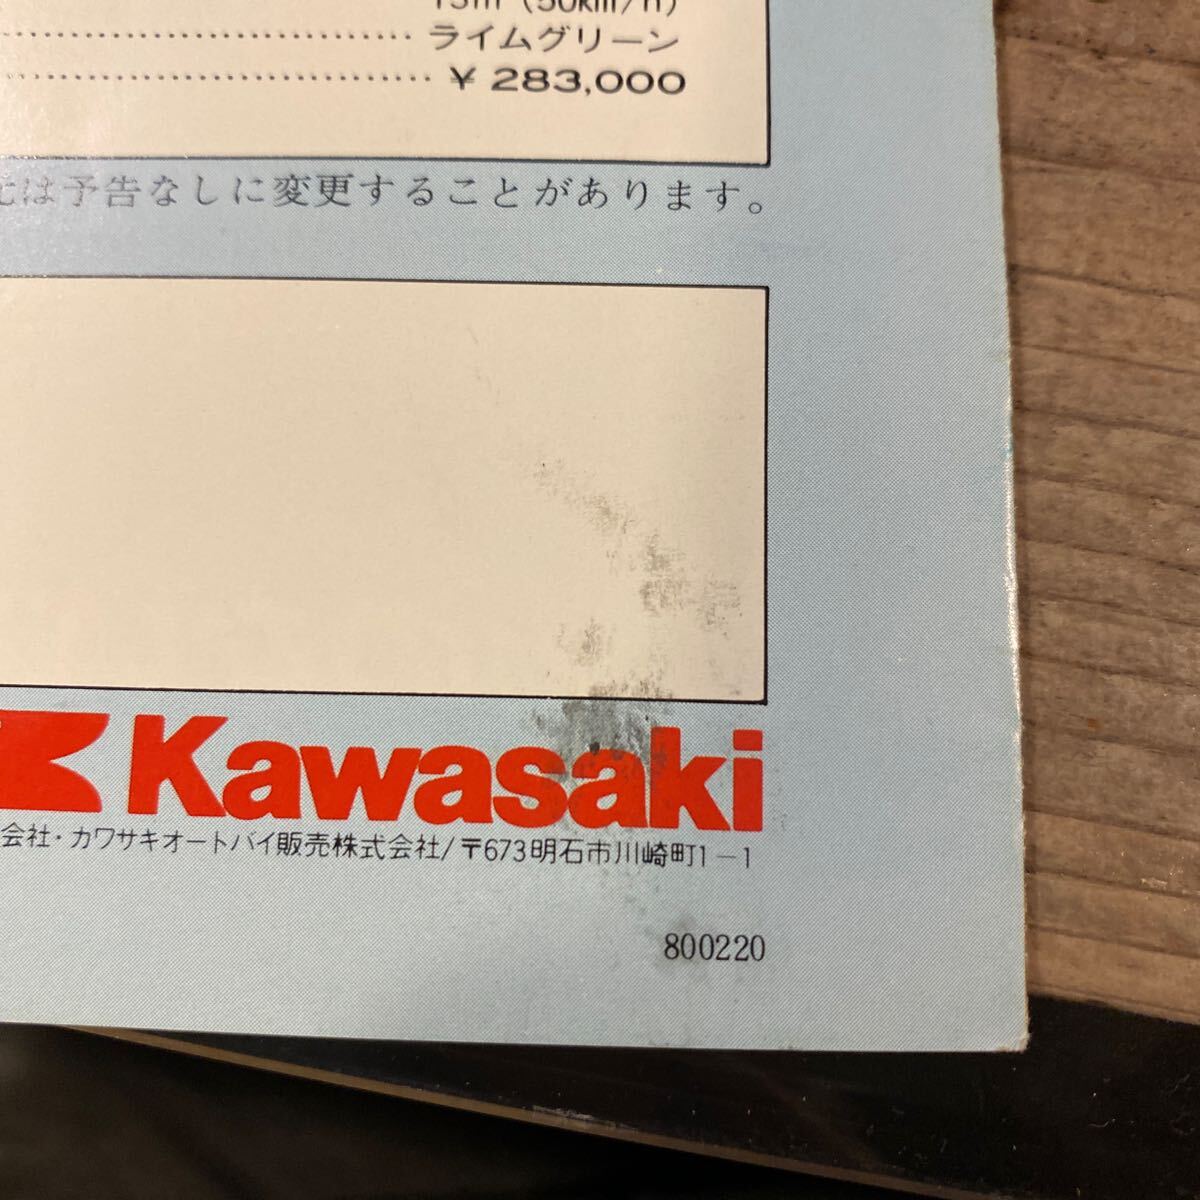 13m (50km/h)
ライムグリーン
¥283,000
は予告なしに変更することがあります。
Kawasaki
会社・カワサキオートバイ販売株式会社/〒673明石市川崎町1-1
800220